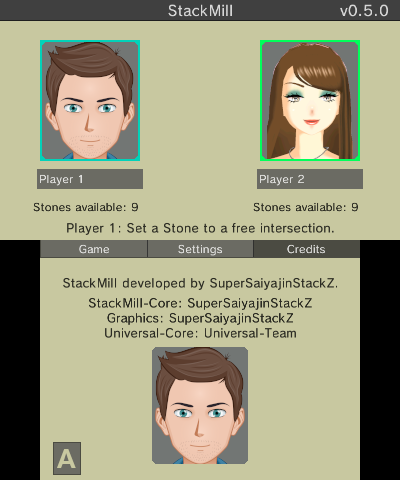 StackMill v0.5.0
Player 1 Player 2
Stones available: 9 Stones available: 9
Player 1: Set a Stone to a free intersection.
Game Settings Credits
StackMill developed by SuperSaiyajinStackZ.
StackMill-Core: SuperSaiyajinStackZ
Graphics: SuperSaiyajinStackZ
Universal-Core: Universal-Team
A